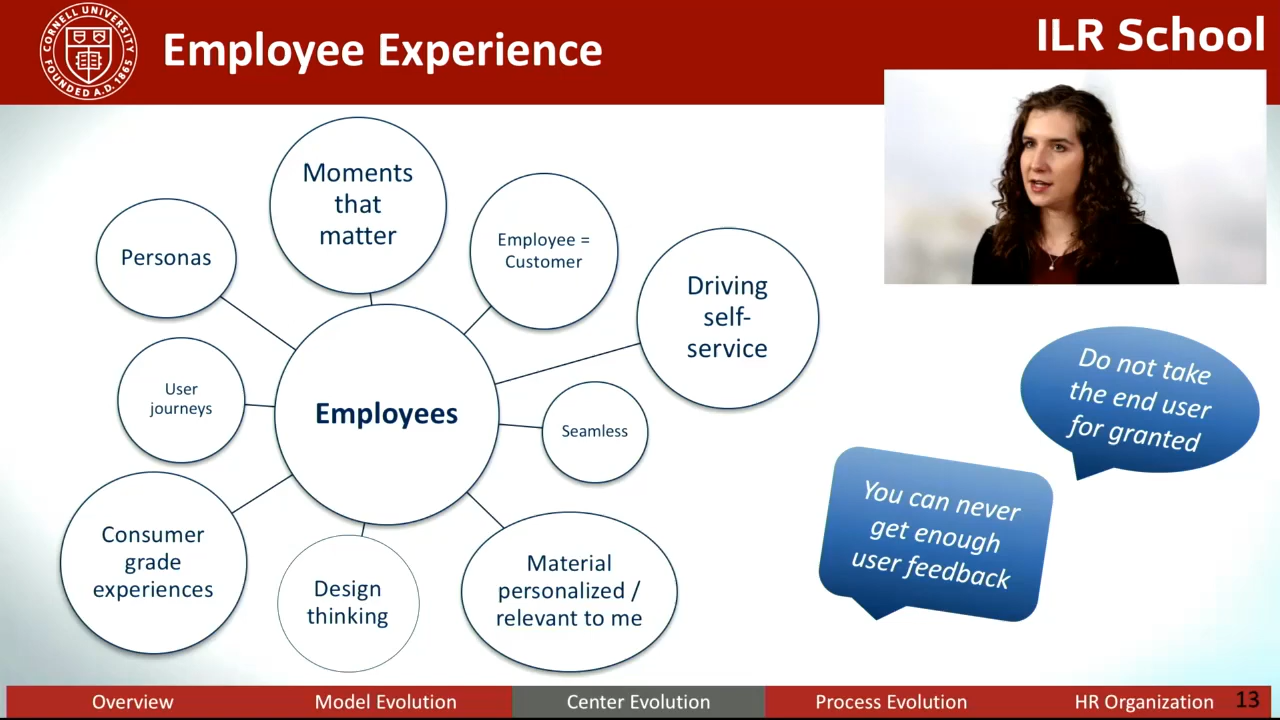 CORNELL UNIVERSITY
FOUNDED A.D. 1865
Employee Experience
ILR School
Moments
that
matter
Personas
Employee =
Customer
Driving
self-
service
User
journeys
Employees
Seamless
Consumer
grade
experiences
Design
thinking
Material
personalized /
relevant to me
Do not take
the end user
for granted
You can never
get enough
user feedback
Overview
Model Evolution
Center Evolution
Process Evolution
HR Organization
13